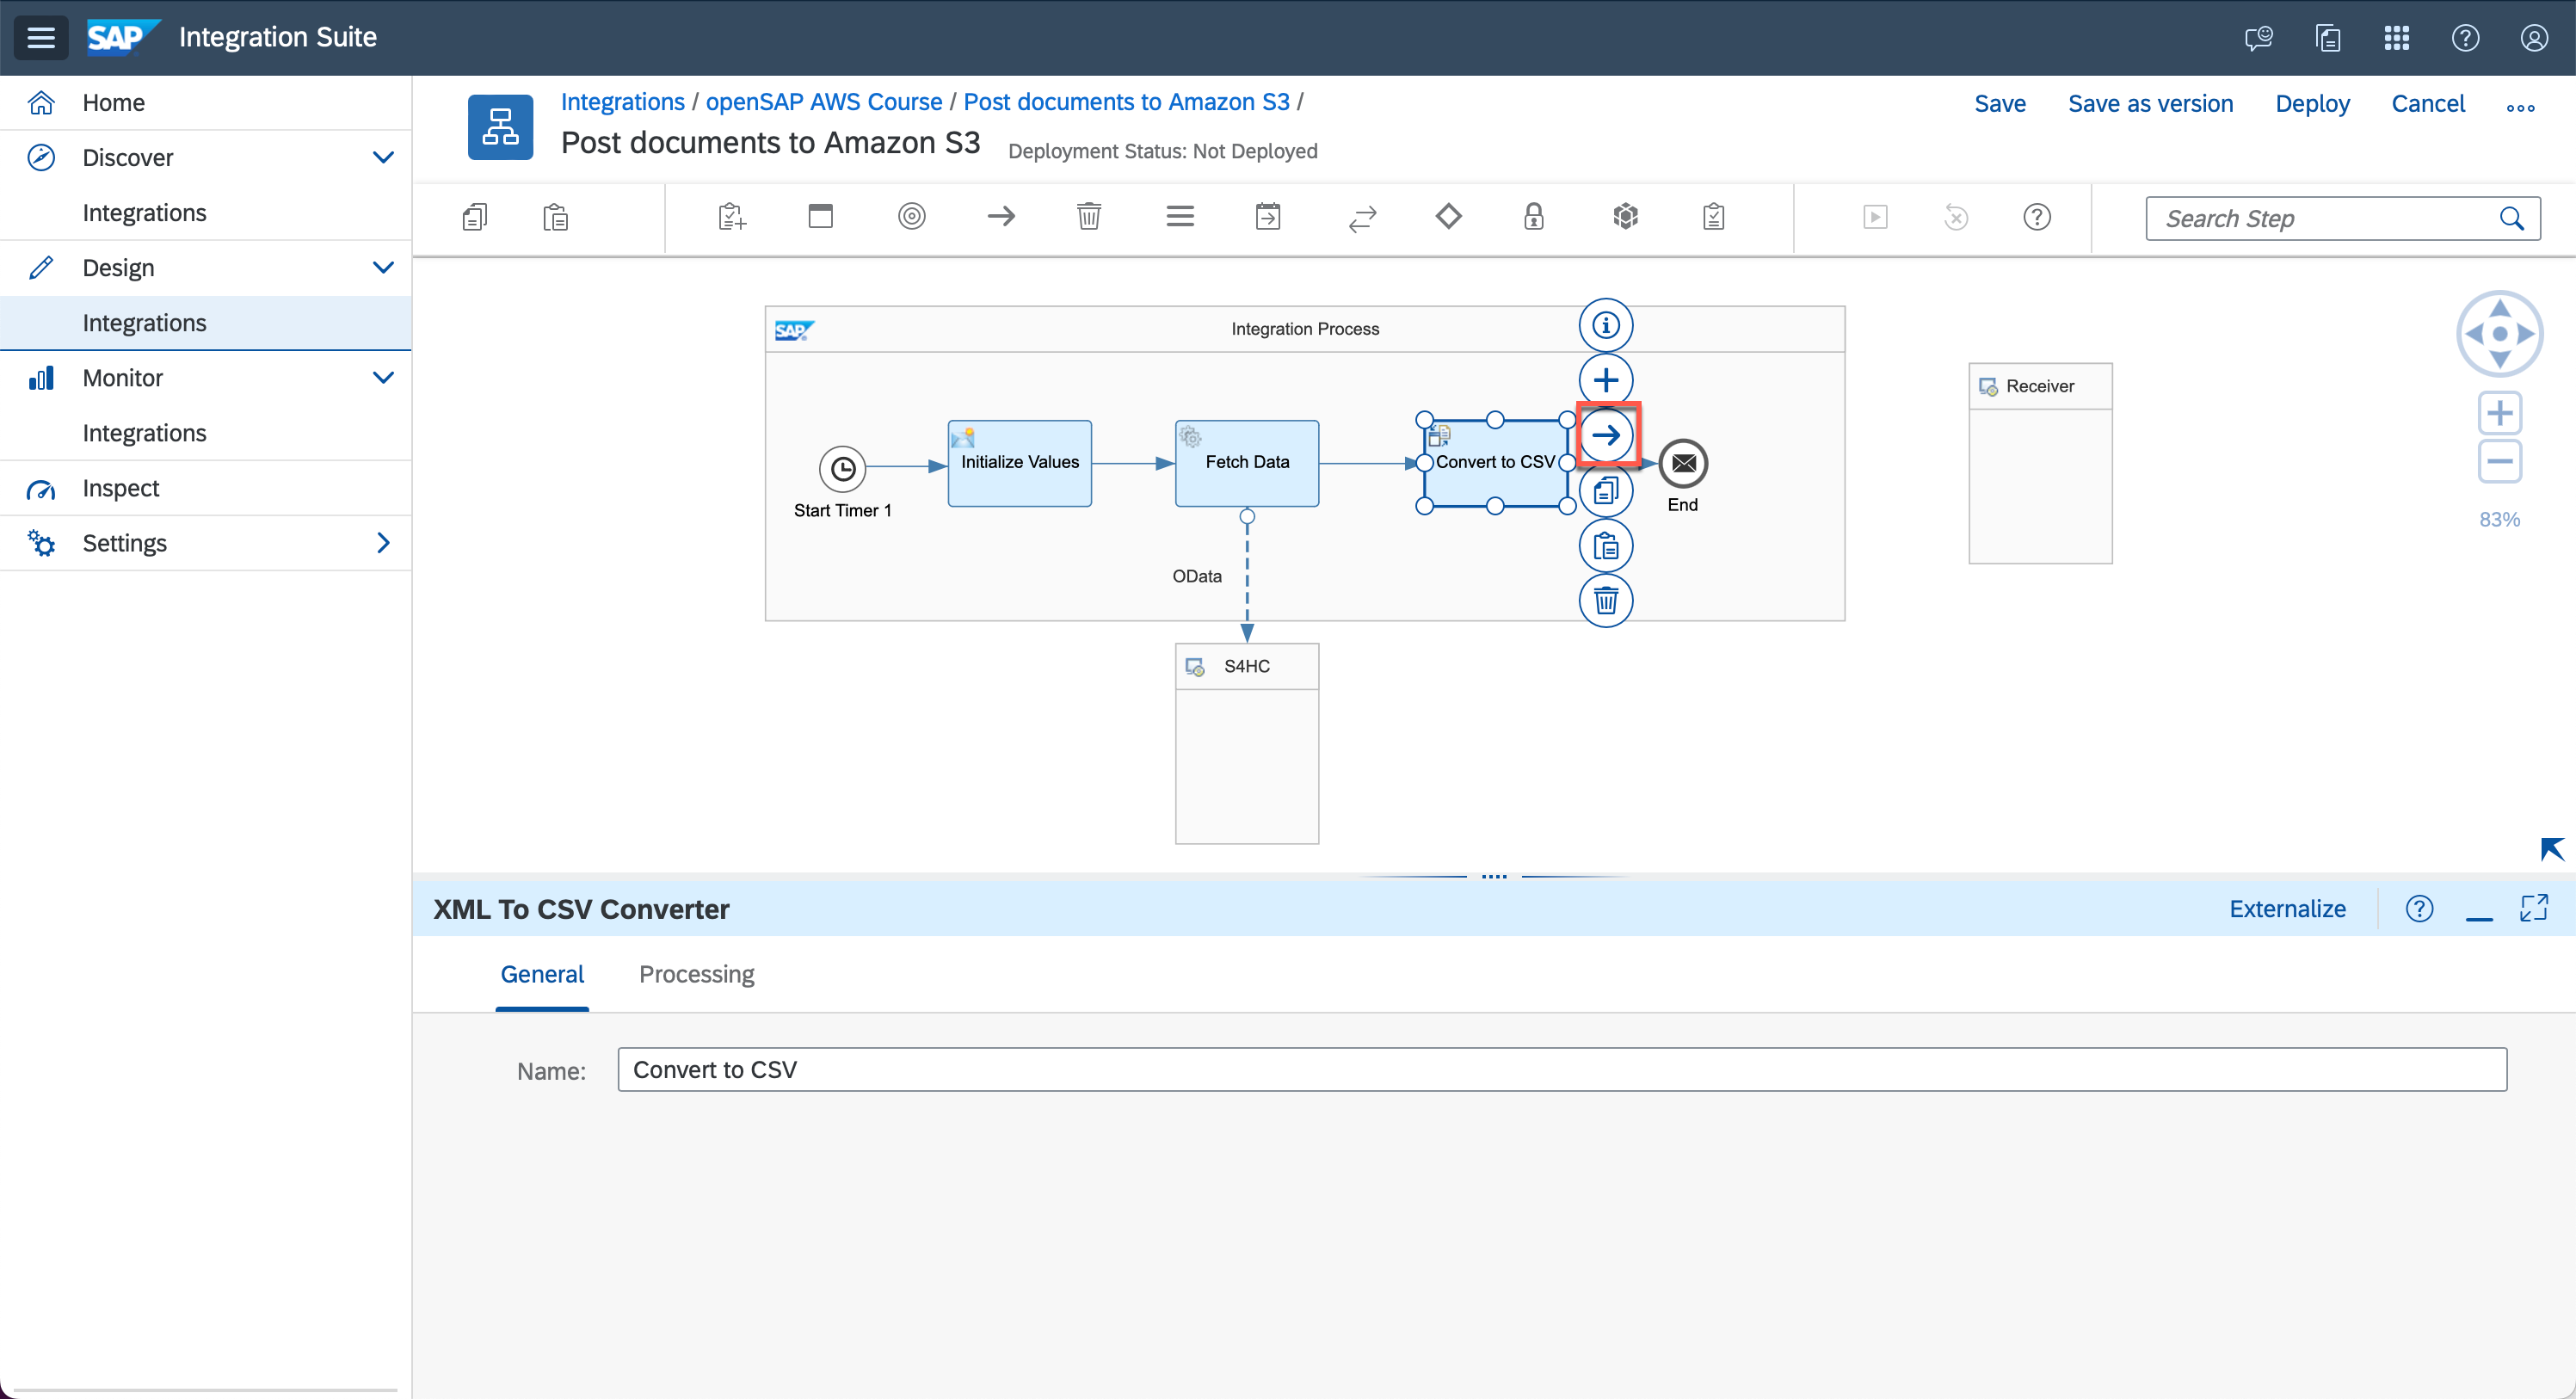 SAP Integration Suite
Home
Discover
Integrations
Design
Integrations
Monitor
Integrations
Inspect
Settings
Integrations / openSAP AWS Course / Post documents to Amazon S3 /
Post documents to Amazon S3 Deployment Status: Not Deployed
Save Save as version Deploy Cancel
Search Step
SAP Integration Process
Start Timer 1
Initialize Values
Fetch Data
Convert to CSV
End
OData
S4HC
Receiver
83%
XML To CSV Converter
Externalize
General Processing
Name: Convert to CSV